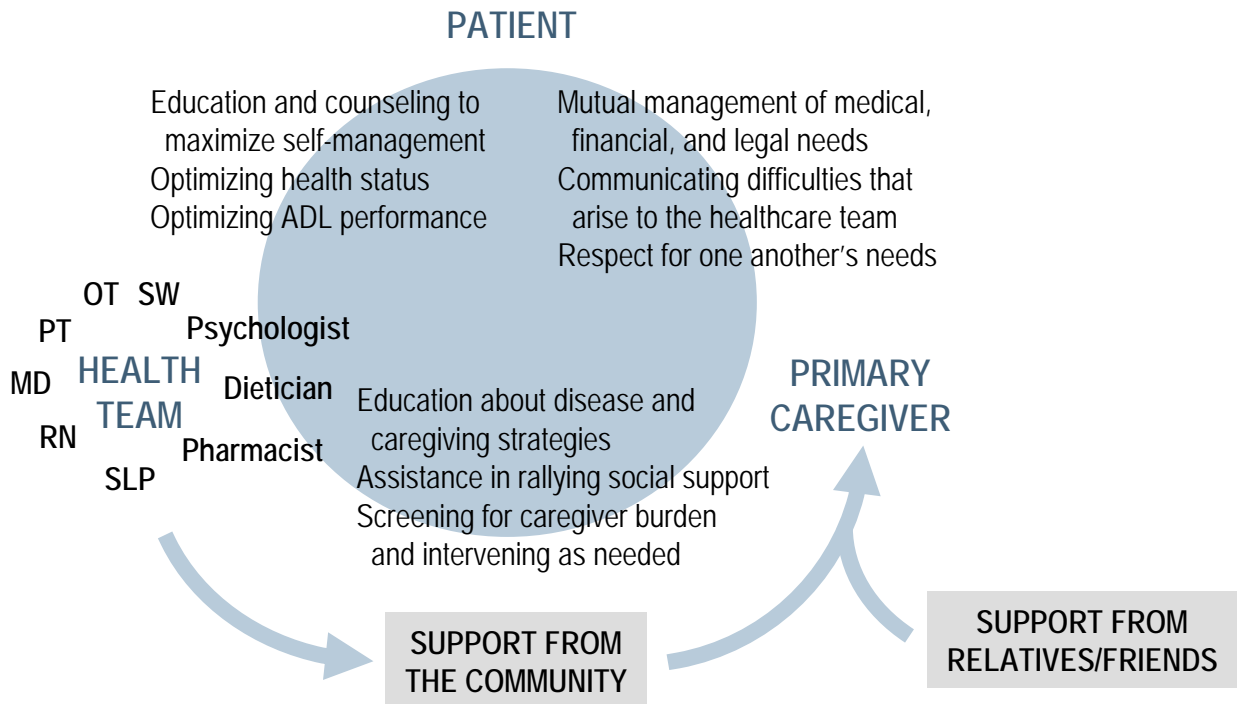 PATIENT
Education and counseling to
maximize self-management
Optimizing health status
Optimizing ADL performance
Mutual management of medical,
financial, and legal needs
Communicating difficulties that
arise to the healthcare team
Respect for one another's needs
OT SW
PT
Psychologist
MD
HEALTH
TEAM
Dietician
RN
Pharmacist
SLP
Education about disease and
caregiving strategies
Assistance in rallying social support
Screening for caregiver burden
and intervening as needed
PRIMARY
CAREGIVER
SUPPORT FROM
THE COMMUNITY
SUPPORT FROM
RELATIVES/FRIENDS